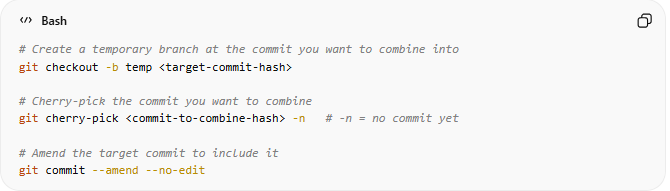 Bash
# Create a temporary branch at the commit you want to combine into
git checkout -b temp <target-commit-hash>
# Cherry-pick the commit you want to combine
git cherry-pick <commit-to-combine-hash> -n   # -n = no commit yet
# Amend the target commit to include it
git commit --amend --no-edit